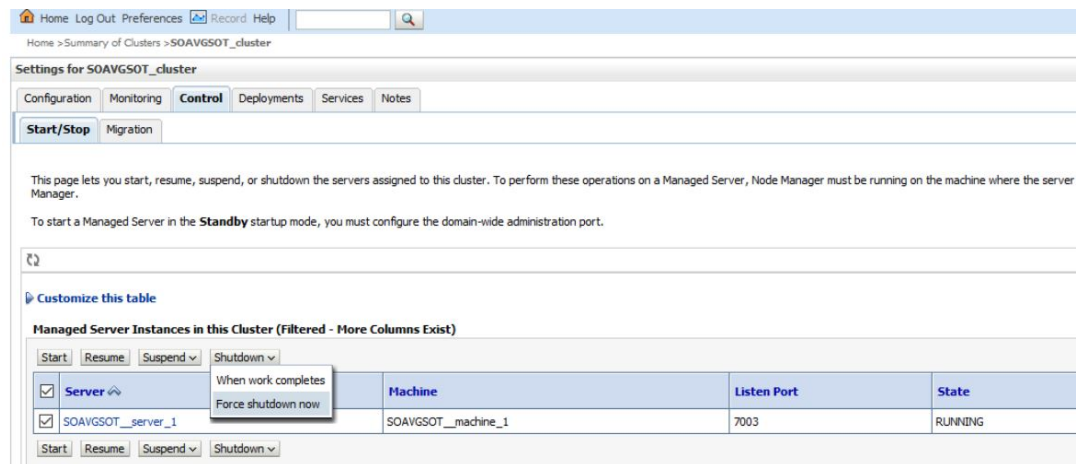 Home Log Out Preferences Record Help
Home >Summary of Clusters >SOAVGSOT_cluster
Settings for SOAVGSOT_cluster
Configuration Monitoring Control Deployments Services Notes
Start/Stop Migration
This page lets you start, resume, suspend, or shutdown the servers assigned to this cluster. To perform these operations on a Managed Server, Node Manager must be running on the machine where the server
Manager.
To start a Managed Server in the Standby startup mode, you must configure the domain-wide administration port.
Customize this table
Managed Server Instances in this Cluster (Filtered - More Columns Exist)
Start Resume Suspend Shutdown
When work completes
Force shutdown now
Server Machine Listen Port State
SOAVGSOT__server_1 SOAVGSOT__machine_1 7003 RUNNING
Start Resume Suspend Shutdown